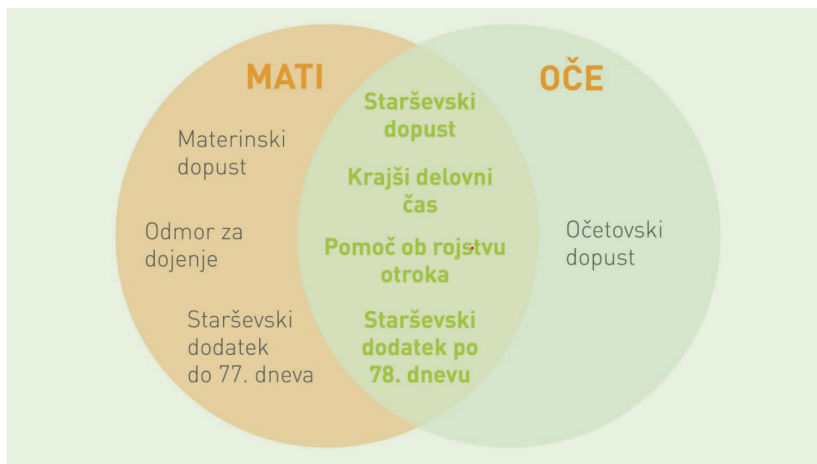 MATI
Materinski
dopust
Odmor za
dojenje
Starševski
dodatek
do 77. dneva
Starševski
dopust
Krajši delovni
čas
Pomoč ob rojstvu
otroka
Starševski
dodatek po
78. dnevu
OČE
Očetovski
dopust